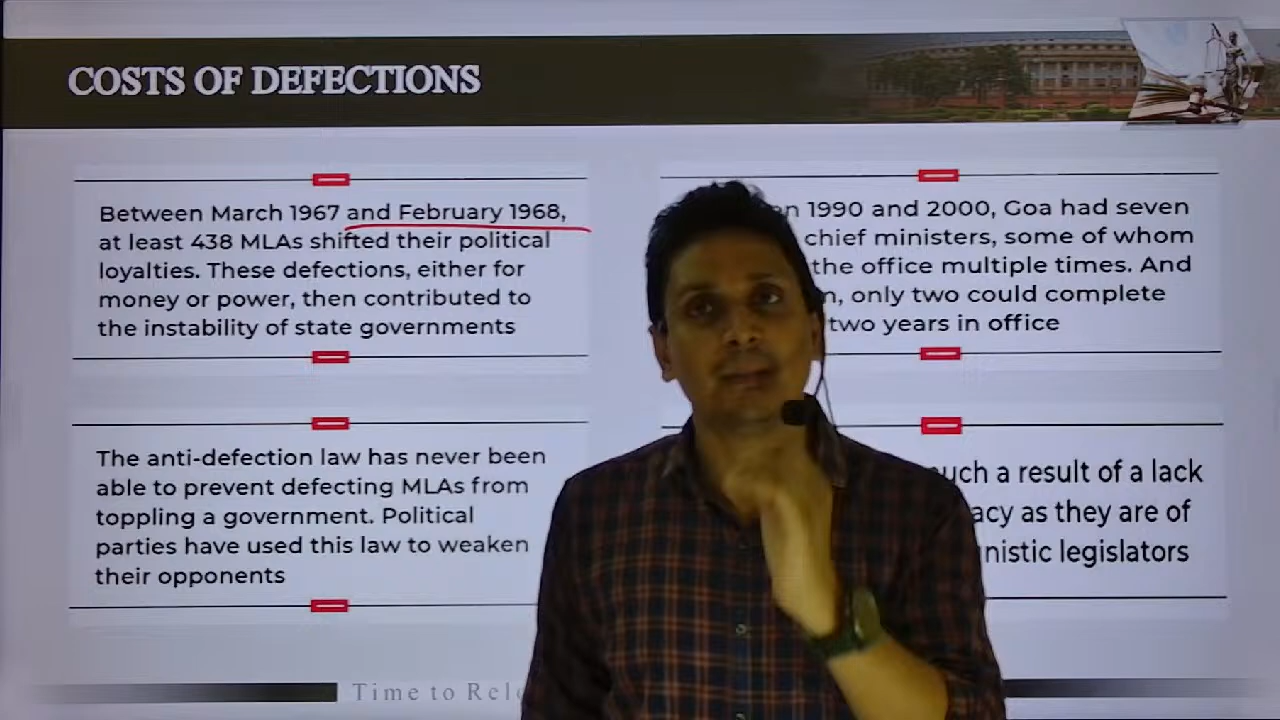 COSTS OF DEFECTIONS
Between March 1967 and February 1968,
at least 438 MLAs shifted their political
loyalties. These defections, either for
money or power, then contributed to
the instability of state governments
1990 and 2000, Goa had seven
chief ministers, some of whom
the office multiple times. And
only two could complete
two years in office
The anti-defection law has never been
able to prevent defecting MLAs from
toppling a government. Political
parties have used this law to weaken
their opponents
a result of a lack
as they are of
legislators
Time to